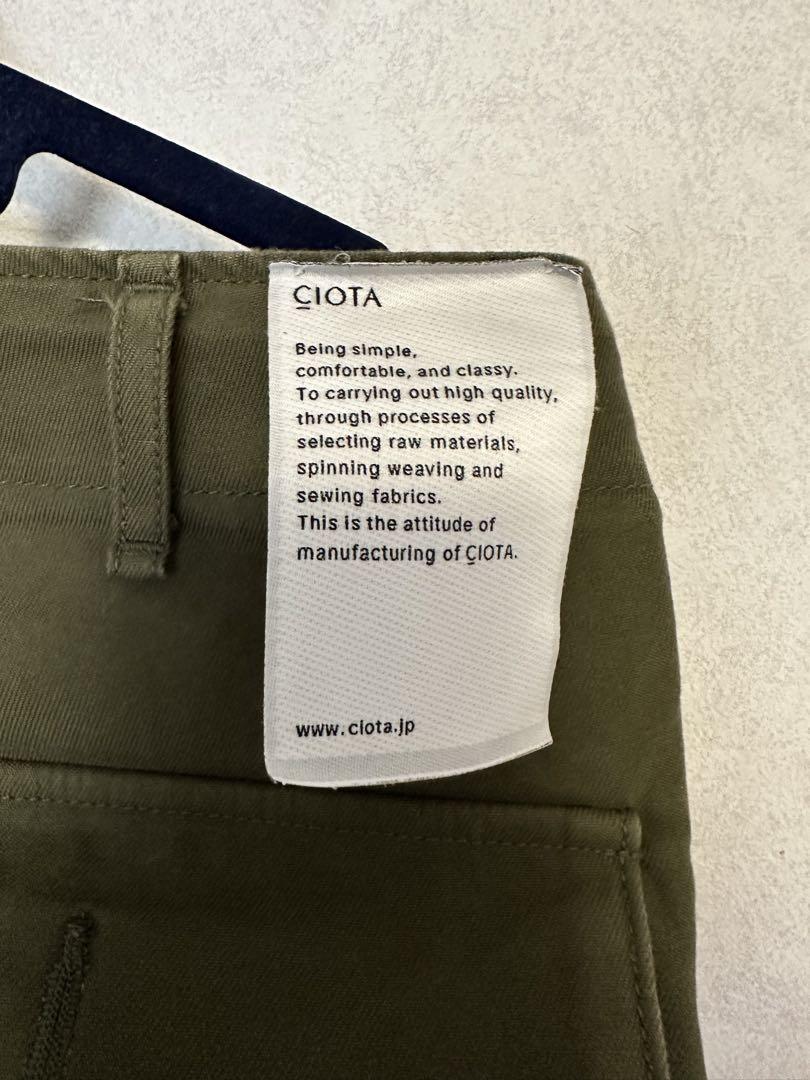 ÇIOTA
Being simple,
comfortable, and classy.
To carrying out high quality,
through processes of
selecting raw materials,
spinning weaving and
sewing fabrics.
This is the attitude of
manufacturing of ÇIOTA.
www.ciota.jp